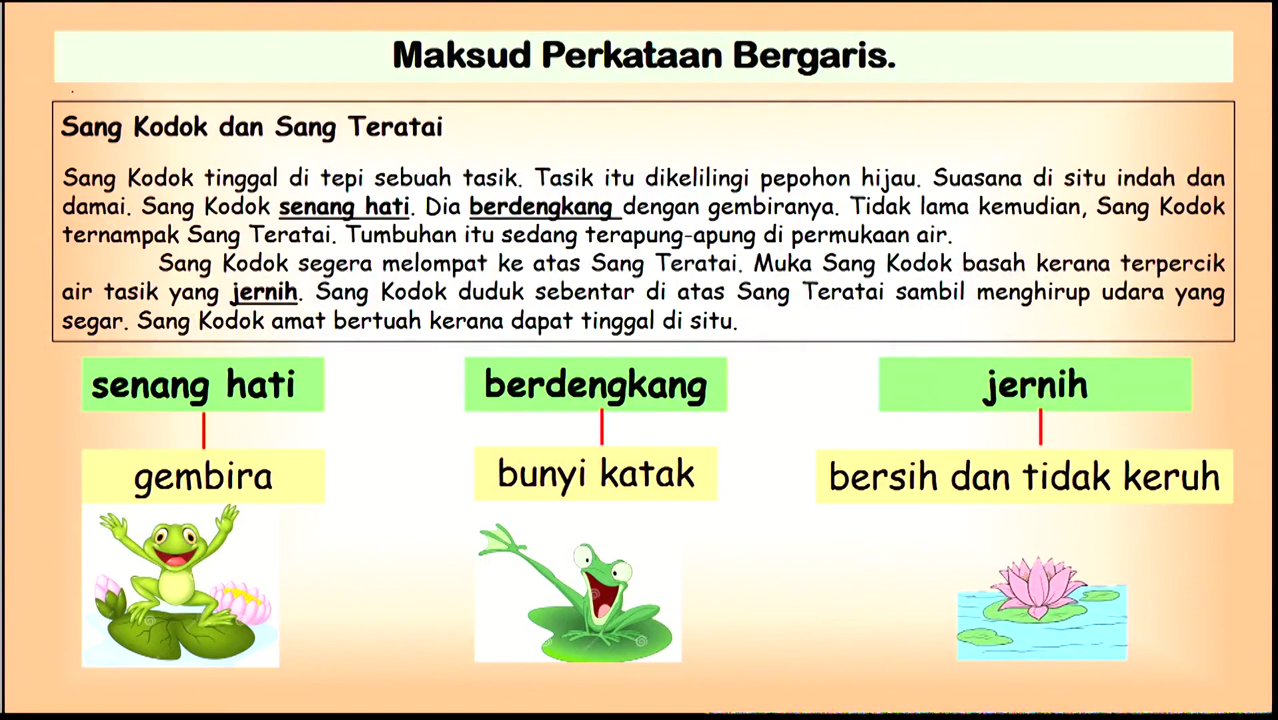 Maksud Perkataan Bergaris.
Sang Kodok dan Sang Teratai
Sang Kodok tinggal di tepi sebuah tasik. Tasik itu dikelilingi pepohon hijau. Suasana di situ indah dan
damai. Sang Kodok senang hati. Dia berdengkang dengan gembiranya. Tidak lama kemudian, Sang Kodok
ternampak Sang Teratai. Tumbuhan itu sedang terapung-apung di permukaan air.
Sang Kodok segera melompat ke atas Sang Teratai. Muka Sang Kodok basah kerana terpercik
air tasik yang jernih. Sang Kodok duduk sebentar di atas Sang Teratai sambil menghirup udara yang
segar. Sang Kodok amat bertuah kerana dapat tinggal di situ.
senang hati
berdengkang
jernih
gembira
bunyi katak
bersih dan tidak keruh